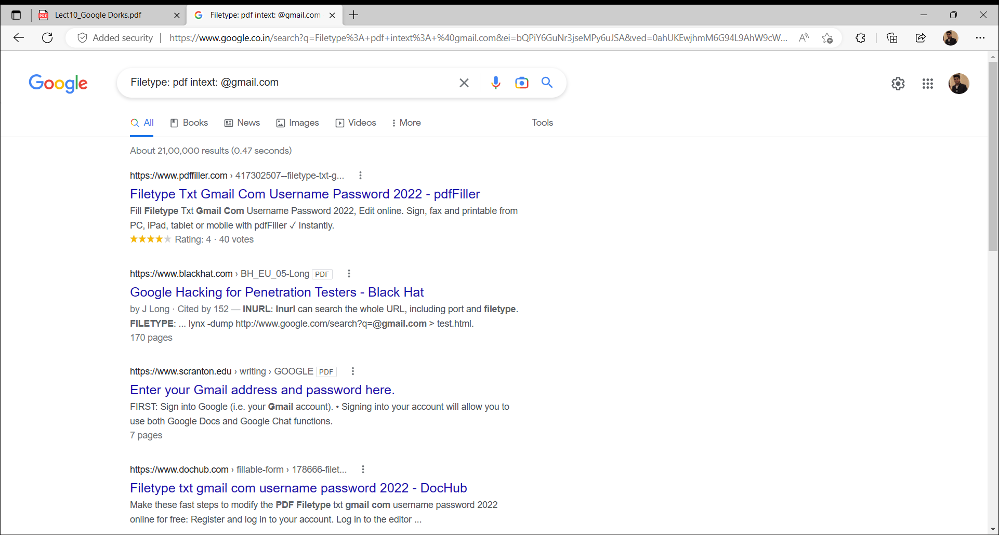 Lect10_Google Dorks.pdf
Filetype: pdf intext: @gmail.com
Added security
https://www.google.co.in/search?q=Filetype%3A+pdf+intext%3A+%40gmail.com&ei=bQPiY6GuNr3jseMPy6uJSA&ved=0ahUKEwjhmM6G94L9AhW9cW...
Google
Filetype: pdf intext: @gmail.com
All
Books
News
Images
Videos
More
Tools
About 21,00,000 results (0.47 seconds)
https://www.pdffiller.com › 417302507--filetype-txt-g...
Filetype Txt Gmail Com Username Password 2022 - pdfFiller
Fill Filetype Txt Gmail Com Username Password 2022, Edit online. Sign, fax and printable from
PC, iPad, tablet or mobile with pdfFiller ✓ Instantly.
Rating: 4 · 40 votes
https://www.blackhat.com › BH_EU_05-Long PDF
Google Hacking for Penetration Testers - Black Hat
by J Long · Cited by 152 — INURL: Inurl can search the whole URL, including port and filetype.
FILETYPE: ... lynx -dump http://www.google.com/search?q=@gmail.com > test.html.
170 pages
https://www.scranton.edu › writing › GOOGLE PDF
Enter your Gmail address and password here.
FIRST: Sign into Google (i.e. your Gmail account). • Signing into your account will allow you to
use both Google Docs and Google Chat functions.
7 pages
https://www.dochub.com › fillable-form › 178666-filet...
Filetype txt gmail com username password 2022 - DocHub
Make these fast steps to modify the PDF Filetype txt gmail com username password 2022
online for free: Register and log in to your account. Log in to the editor ...